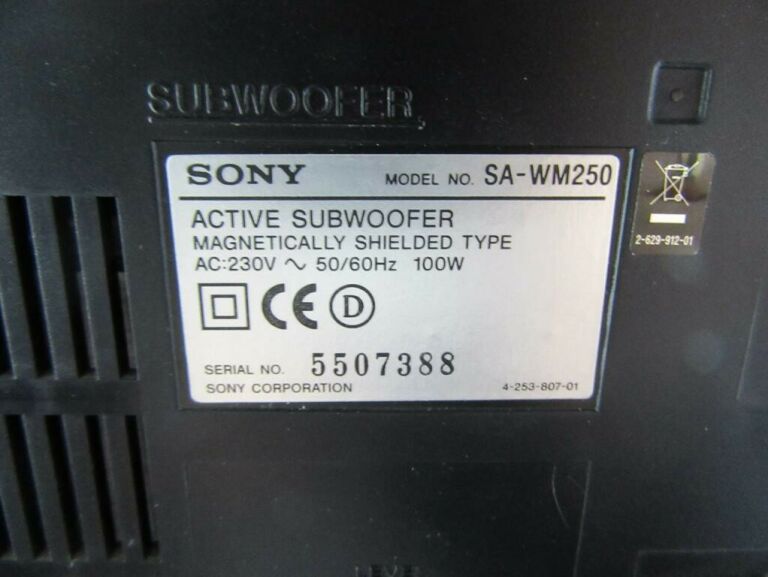 SUBWOOFER
SONY MODEL NO. SA-WM250
ACTIVE SUBWOOFER
MAGNETICALLY SHIELDED TYPE
AC:230V ~ 50/60Hz 100W
CE D
SERIAL NO. 5507388
SONY CORPORATION 4-253-807-01
2-629-912-01
LEVEL